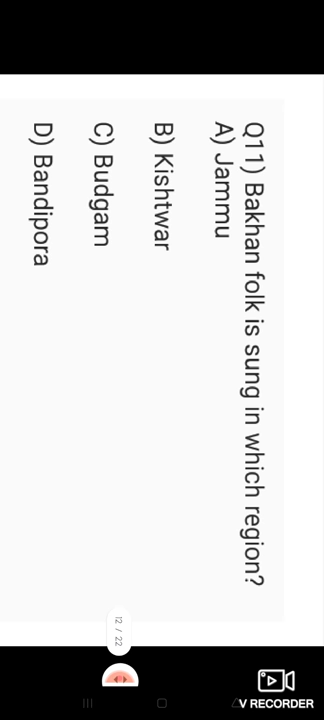 Q11) Bakhan folk is sung in which region?
A) Jammu
B) Kishtwar
C) Budgam
D) Bandipora
12 / 22
V RECORDER